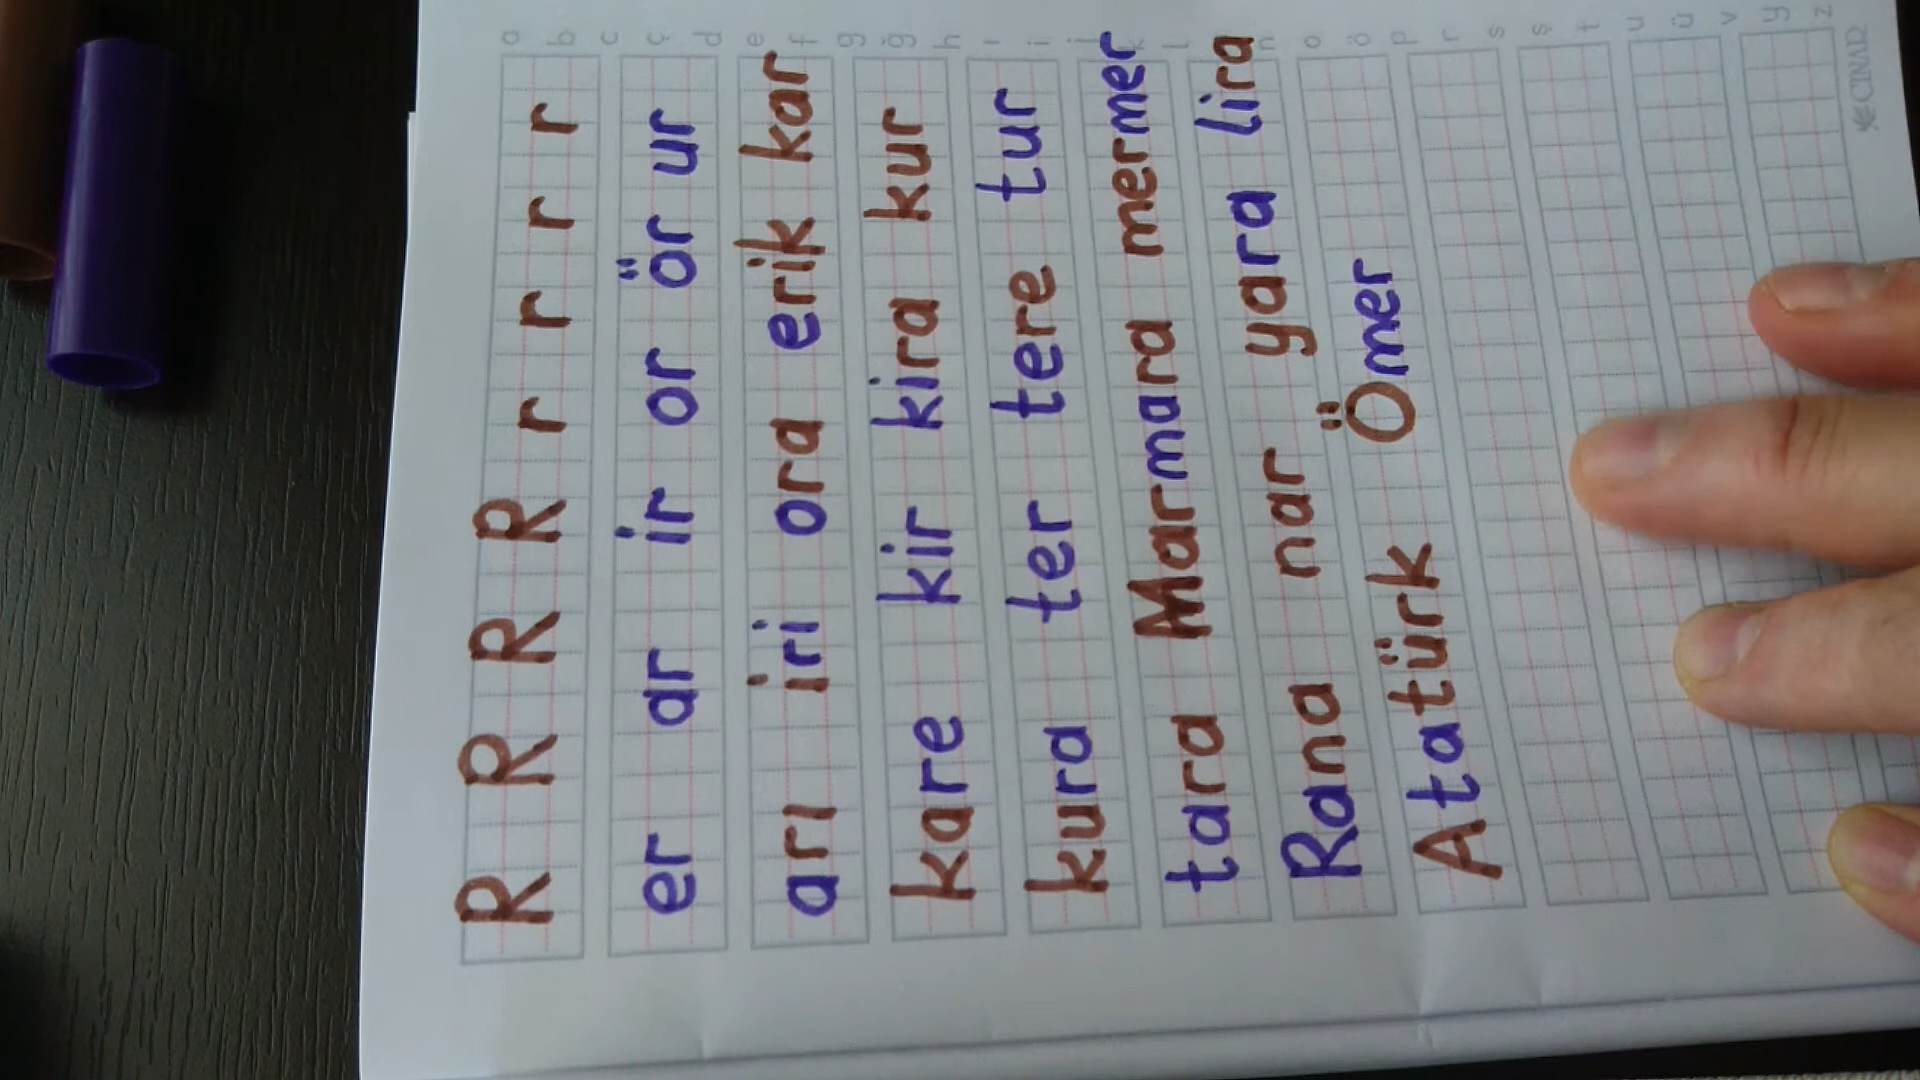 R R R R r r r r
er ar ir or ör ur
arı iri ora erik kar
kare kir kira kur
kura ter tere tur
tara Marmara mermer
Rana nar yara lira
Atatürk Ömer
a b c ç d e f g ğ h ı i j k l n o ö p r s ş t u ü v y z
ÇINAR